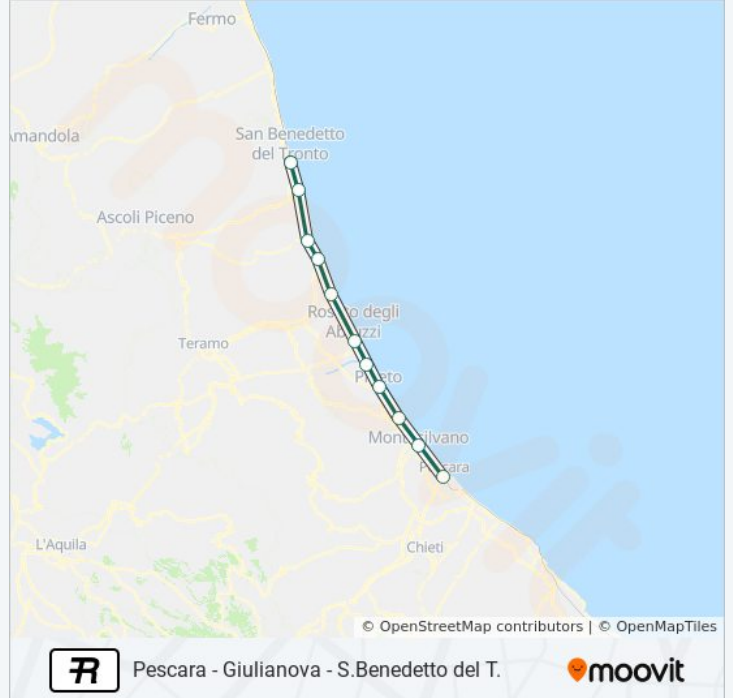 Fermo
Amandola
San Benedetto
del Tronto
Ascoli Piceno
Roseto degli
Abruzzi
Teramo
Pineto
Montesilvano
Pescara
L'Aquila
Chieti
© OpenStreetMap contributors | © OpenMapTiles
R
Pescara - Giulianova - S.Benedetto del T.
moovit